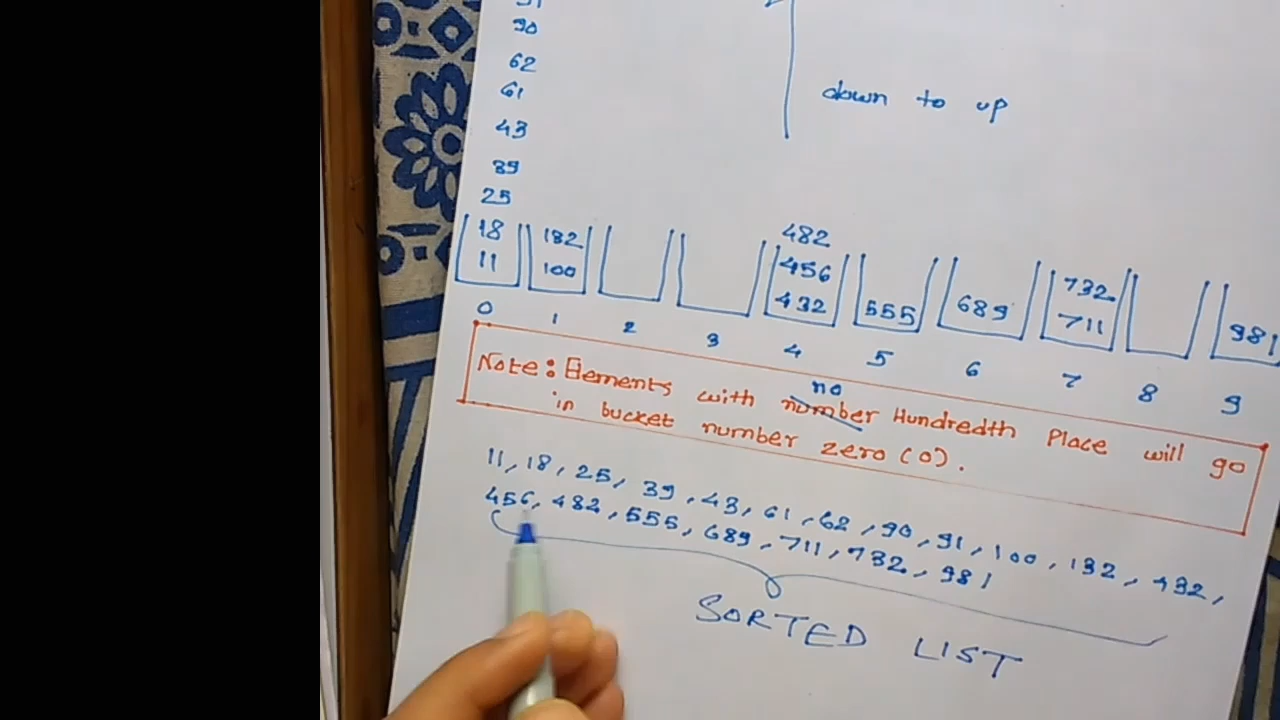 90
62
61
43
39
25
down to up
18
11
182
100
482
456
432
555
689
732
711
981
0 1 2 3 4 5 6 7 8 9
Note: Elements with number no Hundredth Place will go
in bucket number zero (0).
11, 18, 25, 39, 43, 61, 62, 90, 91, 100, 132, 432,
456, 482, 555, 689, 711, 732, 981
SORTED LIST